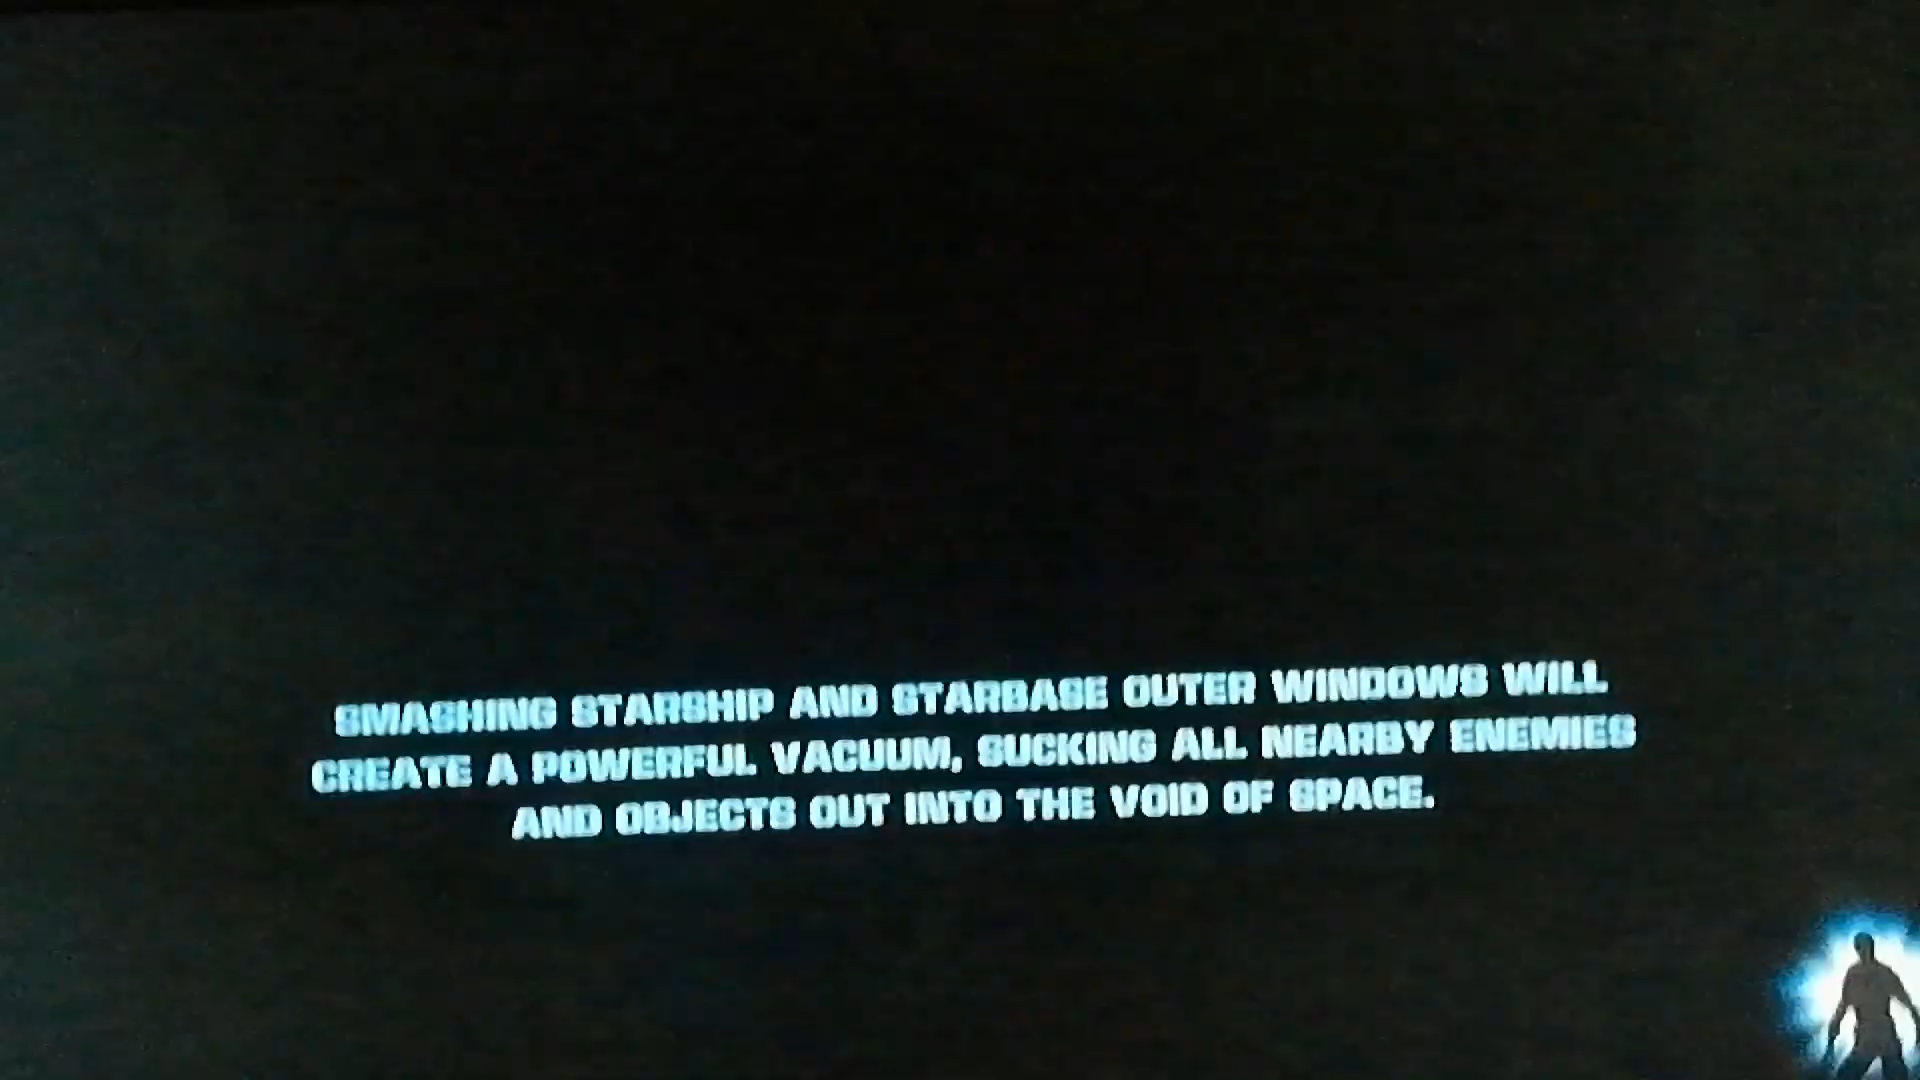 SMASHING STARSHIP AND STARBASE OUTER WINDOWS WILL
CREATE A POWERFUL VACUUM, SUCKING ALL NEARBY ENEMIES
AND OBJECTS OUT INTO THE VOID OF SPACE.